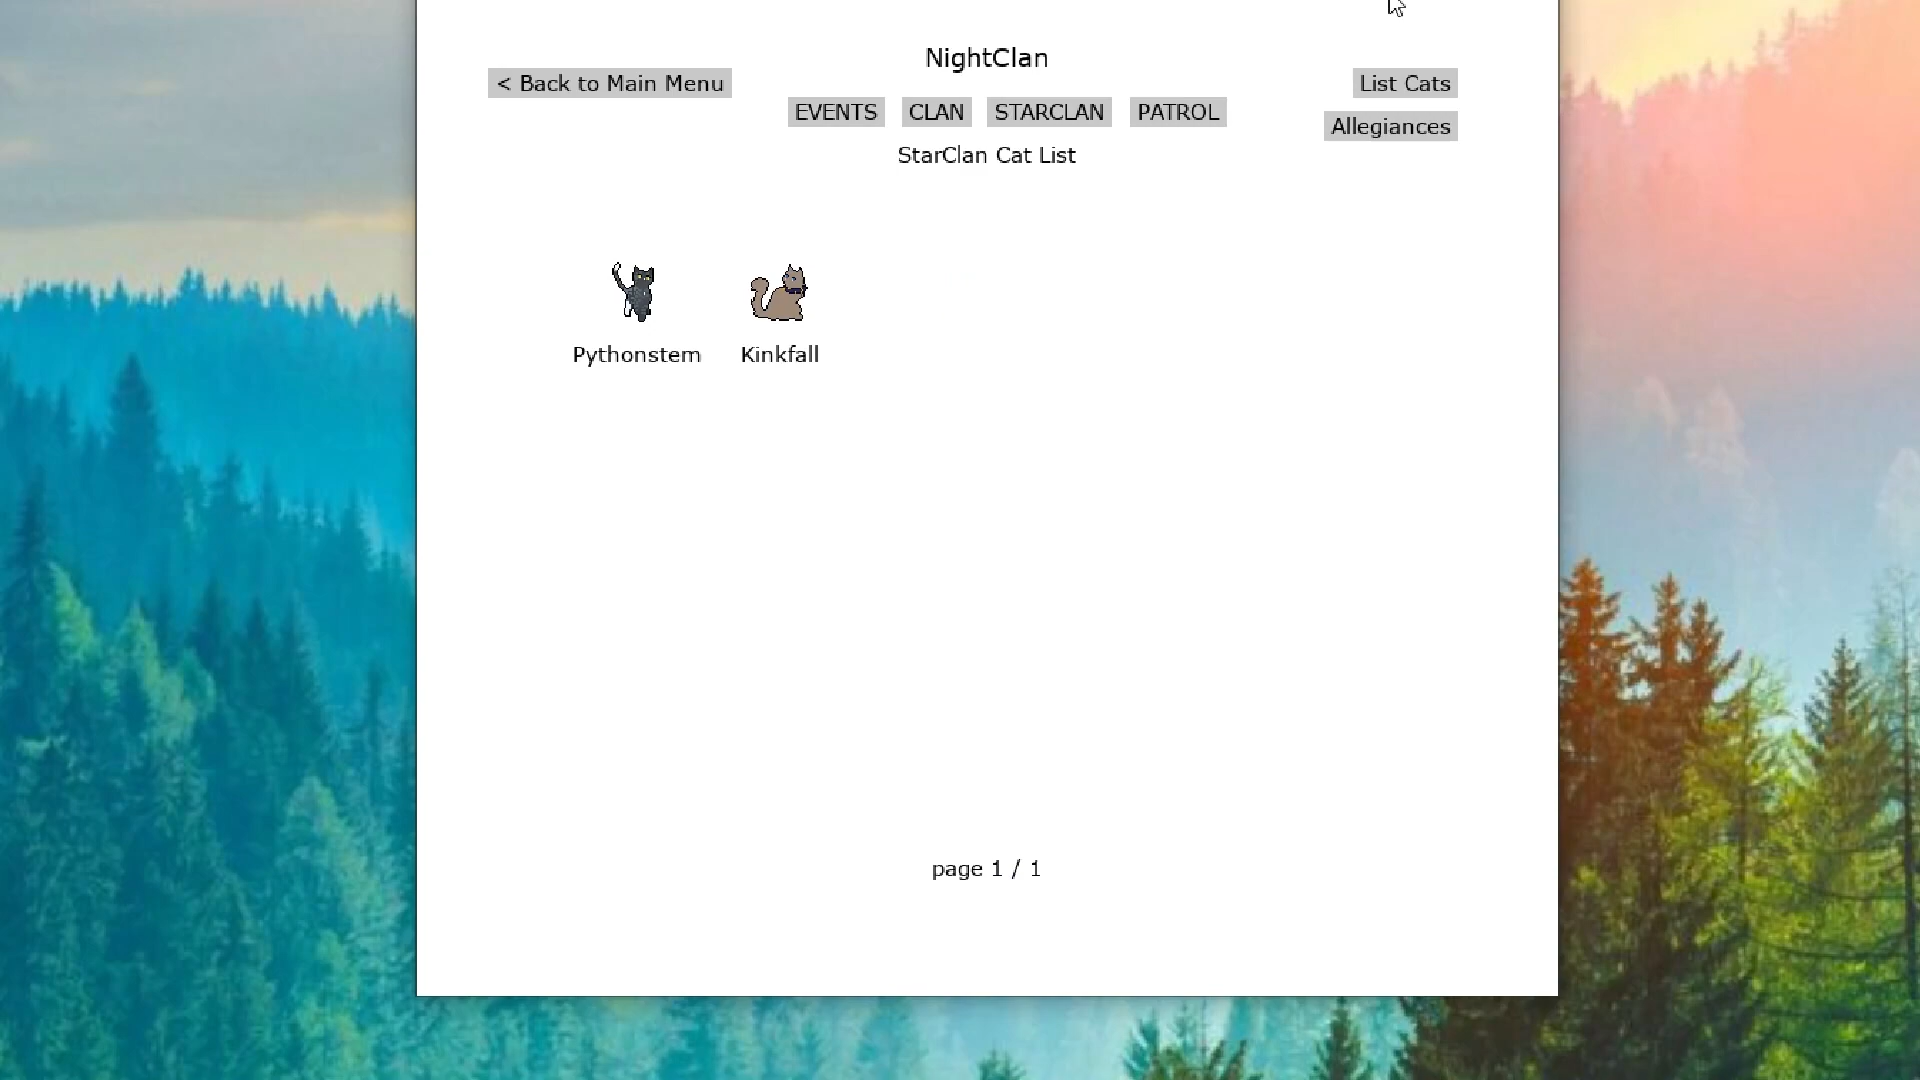 NightClan
< Back to Main Menu
List Cats
EVENTS CLAN STARCLAN PATROL
Allegiances
StarClan Cat List
Pythonstem Kinkfall
page 1 / 1